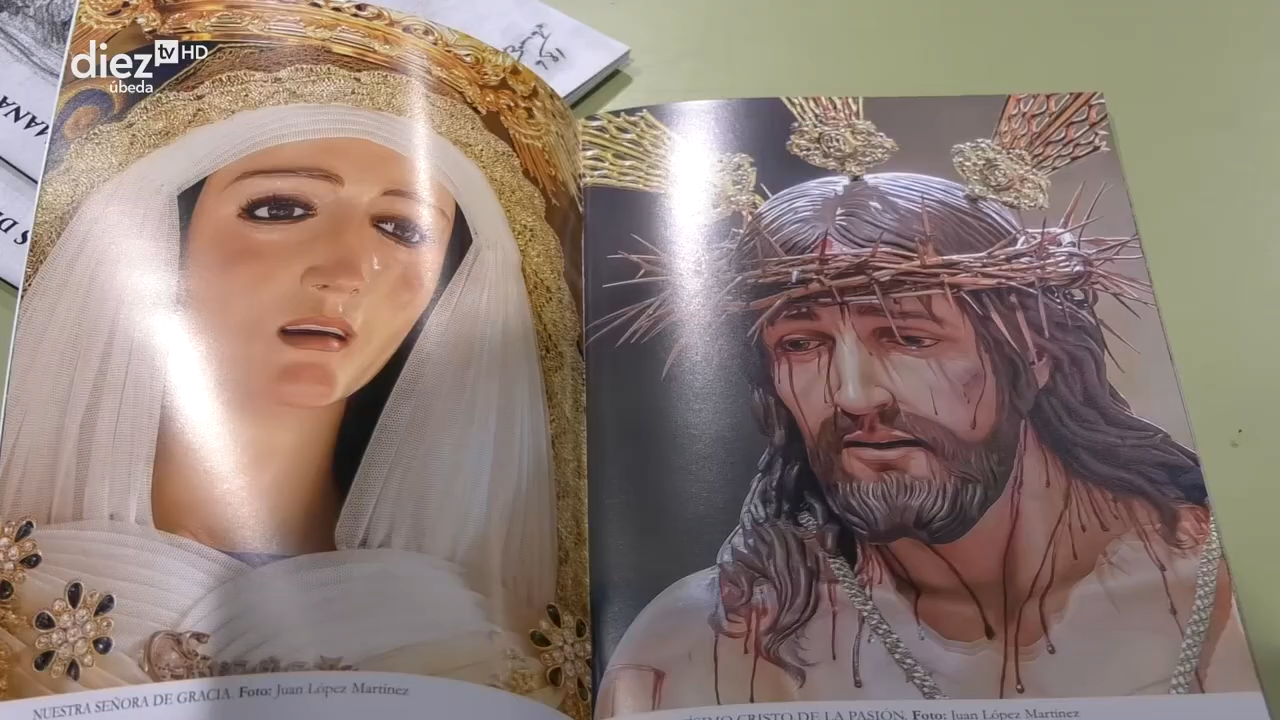 diez tv HD
úbeda
MANA
NUESTRA SEÑORA DE GRACIA. Foto: Juan López Martínez
CRISTO DE LA PASIÓN. Foto: Juan López Martínez